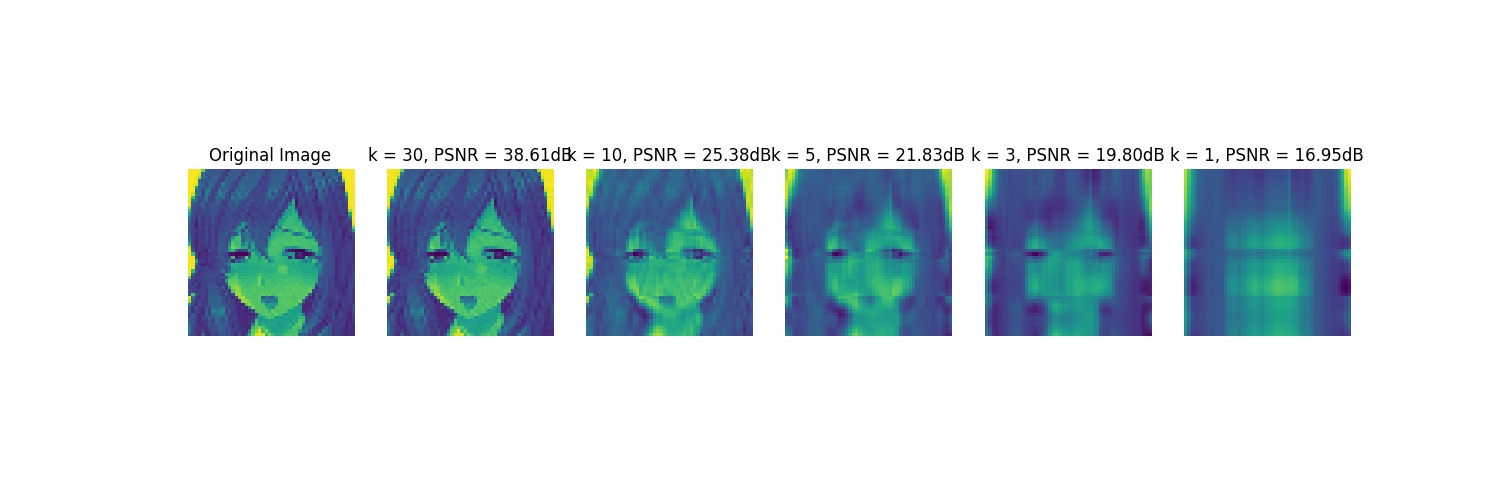 Original Image
k = 30, PSNR = 38.61dB
k = 10, PSNR = 25.38dB
k = 5, PSNR = 21.83dB
k = 3, PSNR = 19.80dB
k = 1, PSNR = 16.95dB